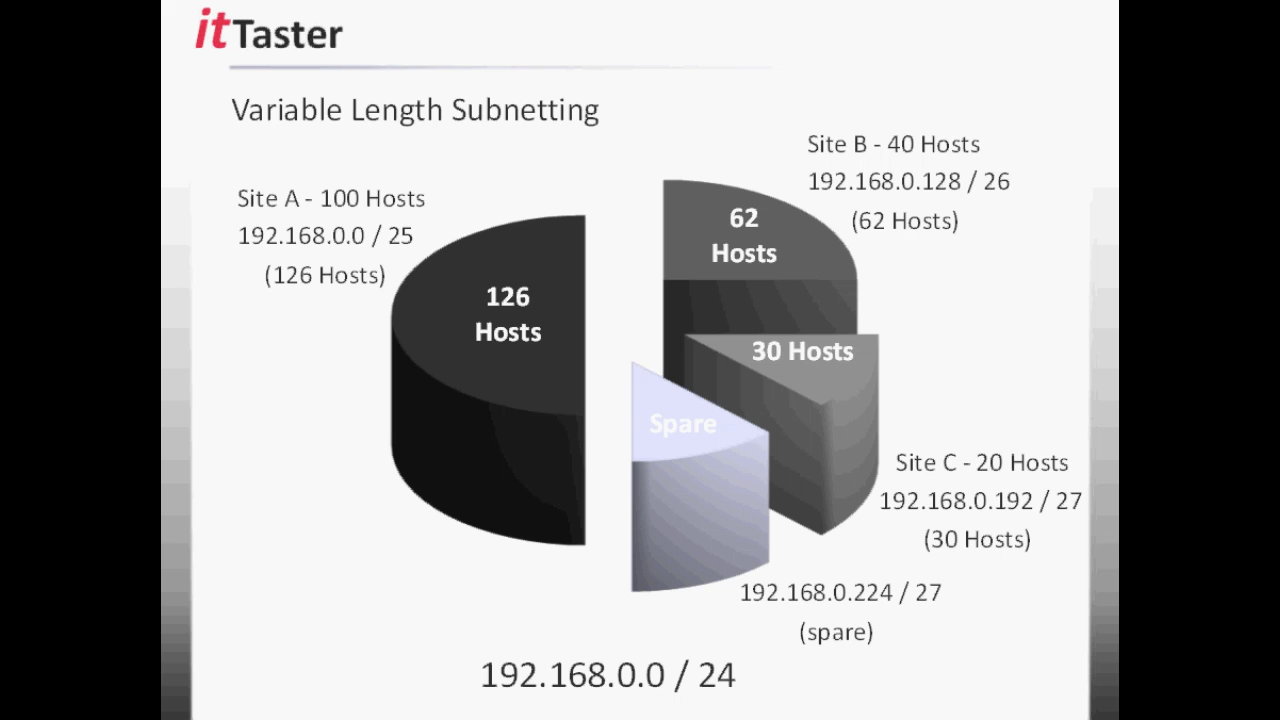 itTaster
Variable Length Subnetting
Site A - 100 Hosts
192.168.0.0 / 25
(126 Hosts)
126
Hosts
Site B - 40 Hosts
192.168.0.128 / 26
(62 Hosts)
62
Hosts
30 Hosts
Spare
Site C - 20 Hosts
192.168.0.192 / 27
(30 Hosts)
192.168.0.224 / 27
(spare)
192.168.0.0 / 24